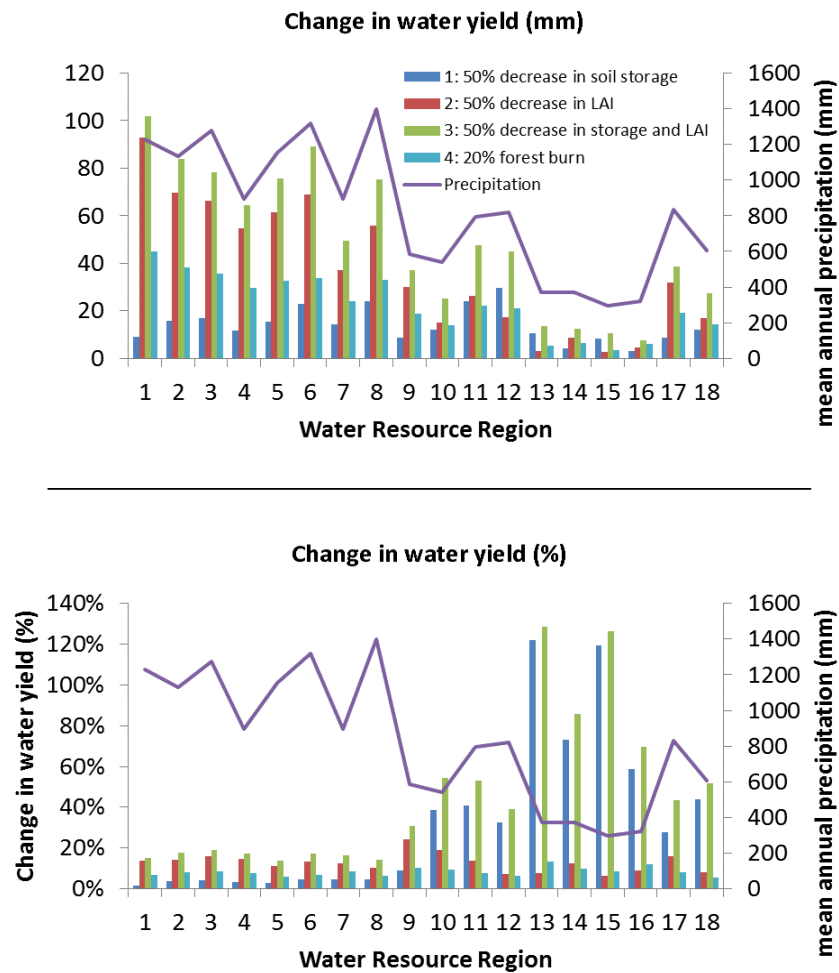 Change in water yield (mm)
120
100
80
60
40
20
0
1: 50% decrease in soil storage
2: 50% decrease in LAI
3: 50% decrease in storage and LAI
4: 20% forest burn
Precipitation
1600
1400
1200
1000
800
600
400
200
0
mean annual precipitation (mm)
1 2 3 4 5 6 7 8 9 10 11 12 13 14 15 16 17 18
Water Resource Region
Change in water yield (%)
Change in water yield (%)
140%
120%
100%
80%
60%
40%
20%
0%
1600
1400
1200
1000
800
600
400
200
0
mean annual precipitation (mm)
1 2 3 4 5 6 7 8 9 10 11 12 13 14 15 16 17 18
Water Resource Region